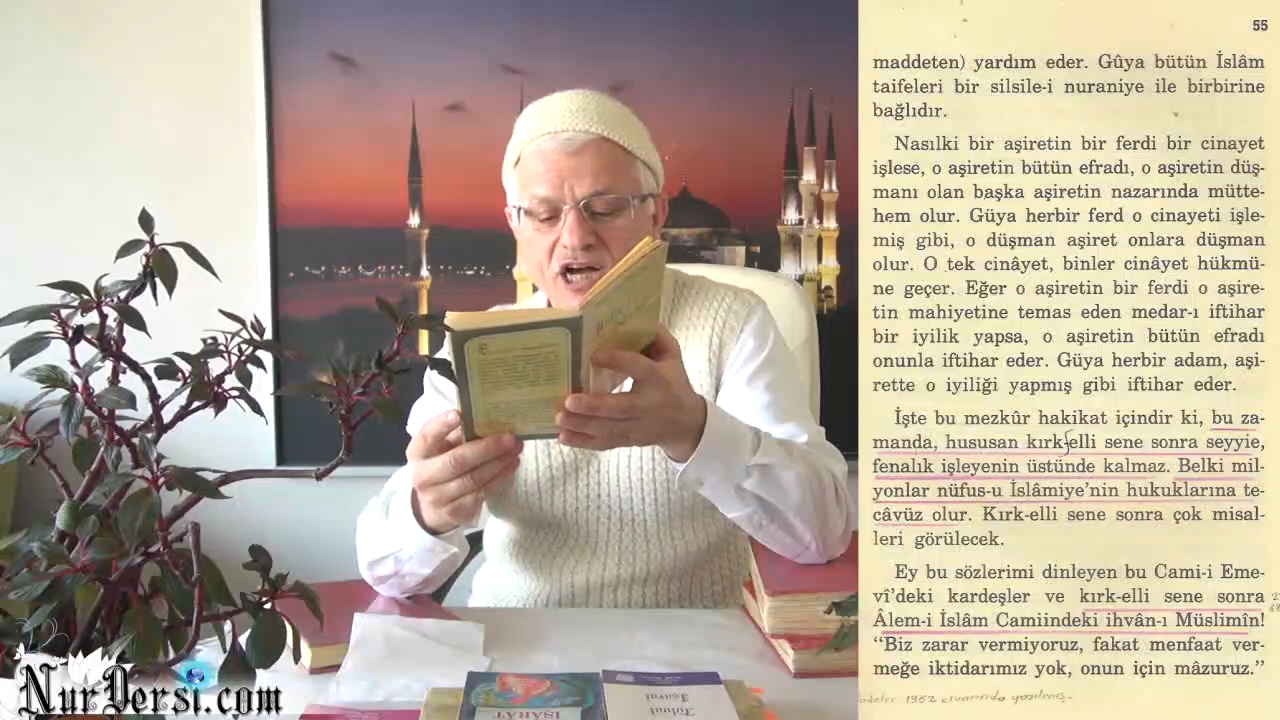 55
maddeten) yardım eder. Gûya bütün İslâm
taifeleri bir silsile-i nuraniye ile birbirine
bağlıdır.
Nasılki bir aşiretin bir ferdi bir cinayet
işlese, o aşiretin bütün efradı, o aşiretin düş-
manı olan başka aşiretin nazarında mütte-
hem olur. Güya herbir ferd o cinayeti işle-
miş gibi, o düşman aşiret onlara düşman
olur. O tek cinâyet, binler cinâyet hükmü-
ne geçer. Eğer o aşiretin bir ferdi o aşire-
tin mahiyetine temas eden medar-ı iftihar
bir iyilik yapsa, o aşiretin bütün efradı
onunla iftihar eder. Güya herbir adam, aşi-
rette o iyiliği yapmış gibi iftihar eder.
İşte bu mezkûr hakikat içindir ki, bu za-
manda, hususan kırk-elli sene sonra seyyie,
fenalık işleyenin üstünde kalmaz. Belki mil-
yonlar nüfus-u İslâmiye'nin hukuklarına te-
câvüz olur. Kırk-elli sene sonra çok misal-
leri görülecek.
Ey bu sözlerimi dinleyen bu Cami-i Eme-
vî'deki kardeşler ve kırk-elli sene sonra
Âlem-i İslâm Camiindeki ihvân-ı Müslimîn!
"Biz zarar vermiyoruz, fakat menfaat ver-
meğe iktidarımız yok, onun için mâzuruz."
NurDersi.com
İŞÂRÂT